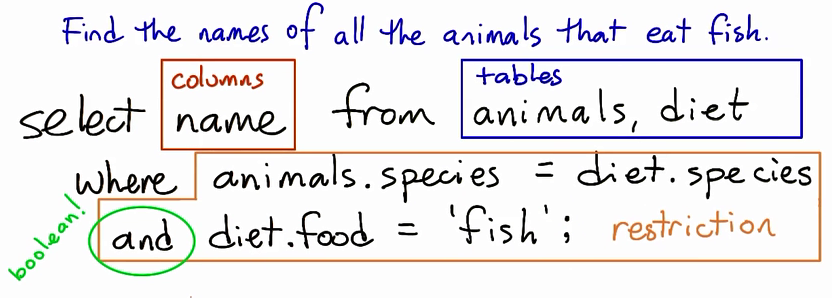 Find the names of all the animals that eat fish.
columns
tables
select name from animals, diet
where animals.species = diet.species
boolean!
and diet.food = 'fish'; restriction